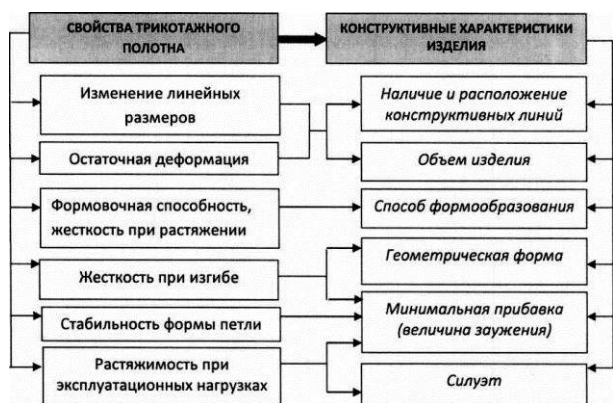 СВОЙСТВА ТРИКОТАЖНОГО
ПОЛОТНА
КОНСТРУКТИВНЫЕ ХАРАКТЕРИСТИКИ
ИЗДЕЛИЯ
Изменение линейных
размеров
Остаточная деформация
Формовочная способность,
жесткость при растяжении
Жесткость при изгибе
Стабильность формы петли
Растяжимость при
эксплуатационных нагрузках
Наличие и расположение
конструктивных линий
Объем изделия
Способ формообразования
Геометрическая форма
Минимальная прибавка
(величина заужения)
Силуэт